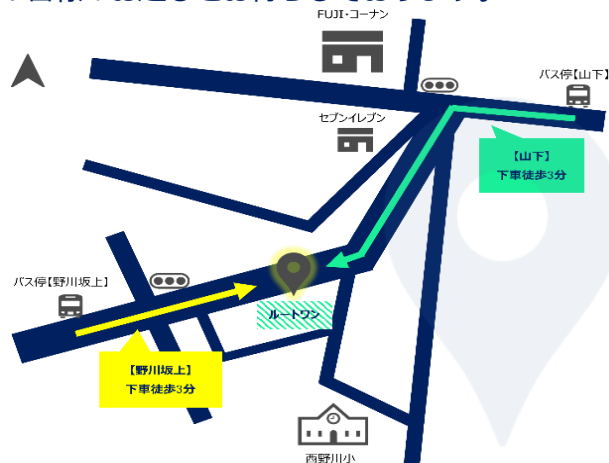 FUJI・コーナン
バス停【山下】
セブンイレブン
【山下】
下車徒歩3分
バス停【野川坂上】
ルートワン
【野川坂上】
下車徒歩3分
西野川小